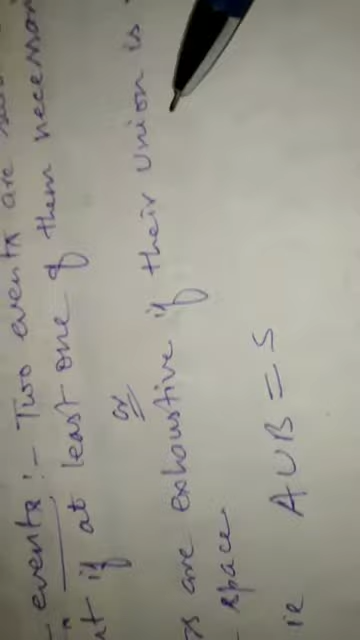 events :- Two events are
if at least one of them
or
are exhaustive if their union is
space
ie A∪B = S